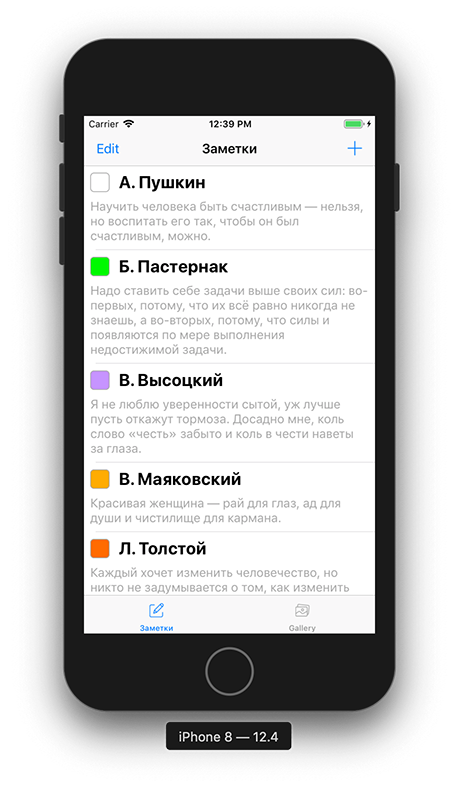 Carrier 12:39 PM
Edit Заметки +
А. Пушкин
Научить человека быть счастливым — нельзя,
но воспитать его так, чтобы он был
счастливым, можно.
Б. Пастернак
Надо ставить себе задачи выше своих сил: во-
первых, потому, что их всё равно никогда не
знаешь, а во-вторых, потому, что силы и
появляются по мере выполнения
недостижимой задачи.
В. Высоцкий
Я не люблю уверенности сытой, уж лучше
пусть откажут тормоза. Досадно мне, коль
слово «честь» забыто и коль в чести наветы
за глаза.
В. Маяковский
Красивая женщина — рай для глаз, ад для
души и чистилище для кармана.
Л. Толстой
Каждый хочет изменить человечество, но
никто не задумывается о том, как изменить
Заметки Gallery
iPhone 8 — 12.4